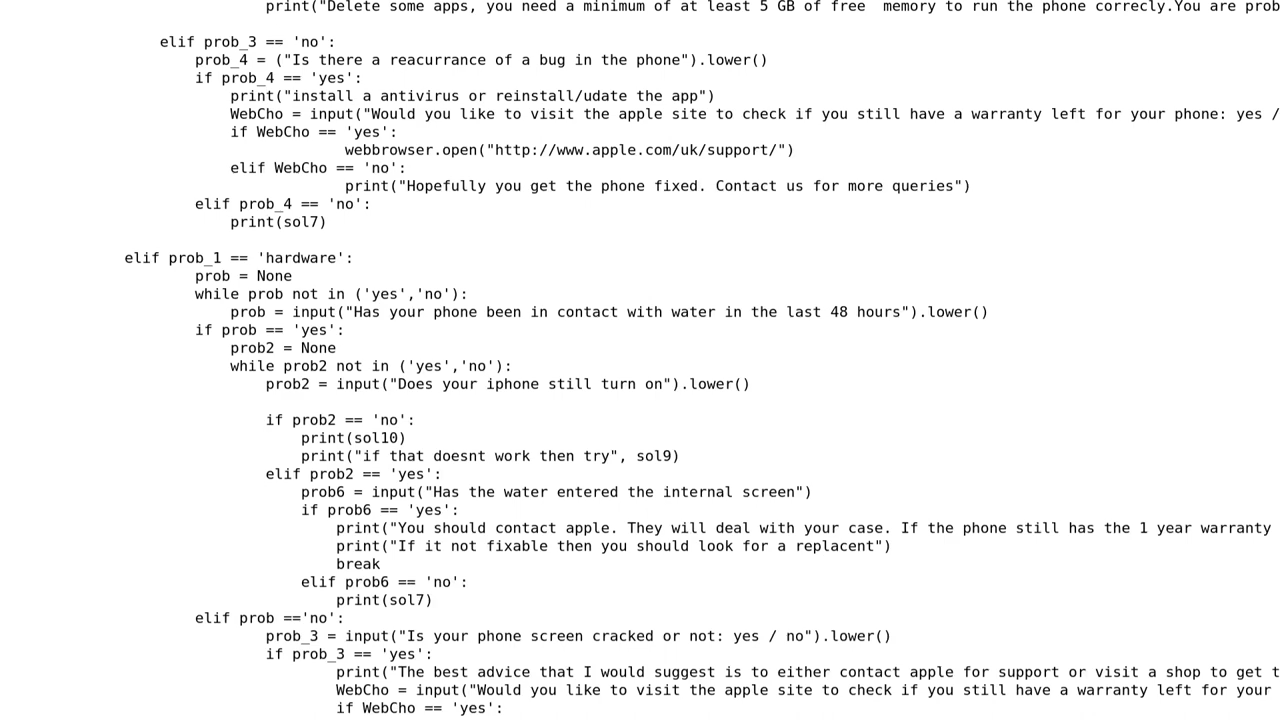 print("Delete some apps, you need a minimum of at least 5 GB of free  memory to run the phone correcly.You are prob
elif prob_3 == 'no':
prob_4 = ("Is there a reacurrance of a bug in the phone").lower()
if prob_4 == 'yes':
print("install a antivirus or reinstall/udate the app")
WebCho = input("Would you like to visit the apple site to check if you still have a warranty left for your phone: yes /
if WebCho == 'yes':
webbrowser.open("http://www.apple.com/uk/support/")
elif WebCho == 'no':
print("Hopefully you get the phone fixed. Contact us for more queries")
elif prob_4 == 'no':
print(sol7)
elif prob_1 == 'hardware':
prob = None
while prob not in ('yes','no'):
prob = input("Has your phone been in contact with water in the last 48 hours").lower()
if prob == 'yes':
prob2 = None
while prob2 not in ('yes','no'):
prob2 = input("Does your iphone still turn on").lower()
if prob2 == 'no':
print(sol10)
print("if that doesnt work then try", sol9)
elif prob2 == 'yes':
prob6 = input("Has the water entered the internal screen")
if prob6 == 'yes':
print("You should contact apple. They will deal with your case. If the phone still has the 1 year warranty
print("If it not fixable then you should look for a replacent")
break
elif prob6 == 'no':
print(sol7)
elif prob =='no':
prob_3 = input("Is your phone screen cracked or not: yes / no").lower()
if prob_3 == 'yes':
print("The best advice that I would suggest is to either contact apple for support or visit a shop to get t
WebCho = input("Would you like to visit the apple site to check if you still have a warranty left for your
if WebCho == 'yes':